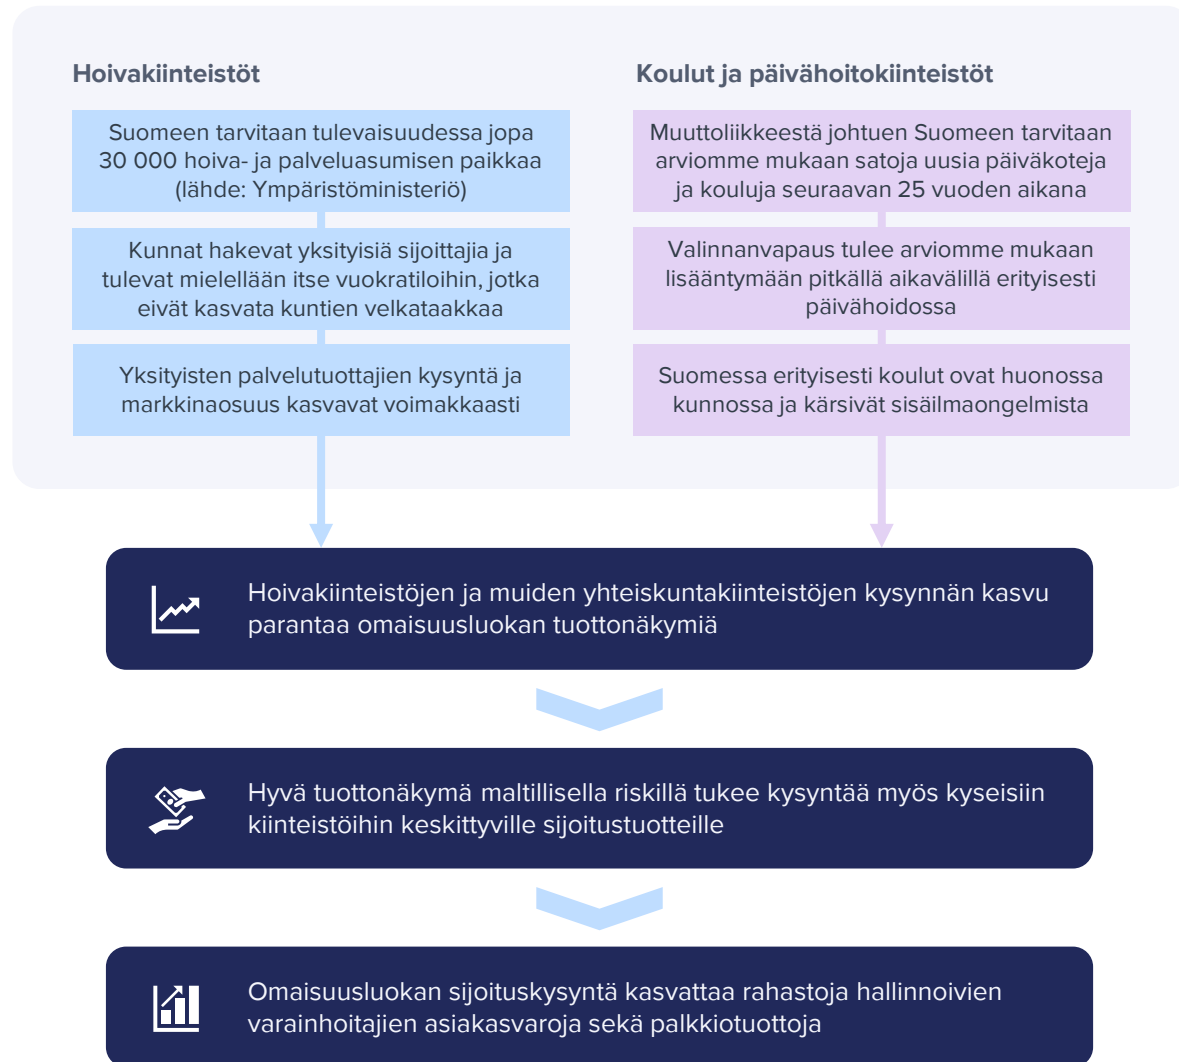 Hoivakiinteistöt
Suomeen tarvitaan tulevaisuudessa jopa
30 000 hoiva- ja palveluasumisen paikkaa
(lähde: Ympäristöministeriö)
Kunnat hakevat yksityisiä sijoittajia ja
tulevat mielellään itse vuokratiloihin, jotka
eivät kasvata kuntien velkataakkaa
Yksityisten palvelutuottajien kysyntä ja
markkinaosuus kasvavat voimakkaasti
Koulut ja päivähoitokiinteistöt
Muuttoliikkeestä johtuen Suomeen tarvitaan
arviomme mukaan satoja uusia päiväkoteja
ja kouluja seuraavan 25 vuoden aikana
Valinnanvapaus tulee arviomme mukaan
lisääntymään pitkällä aikavälillä erityisesti
päivähoidossa
Suomessa erityisesti koulut ovat huonossa
kunnossa ja kärsivät sisäilmaongelmista
Hoivakiinteistöjen ja muiden yhteiskuntakiinteistöjen kysynnän kasvu
parantaa omaisuusluokan tuottonäkymiä
Hyvä tuottonäkymä maltillisella riskillä tukee kysyntää myös kyseisiin
kiinteistöihin keskittyville sijoitustuotteille
Omaisuusluokan sijoituskysyntä kasvattaa rahastoja hallinnoivien
varainhoitajien asiakasvaroja sekä palkkiotuottoja